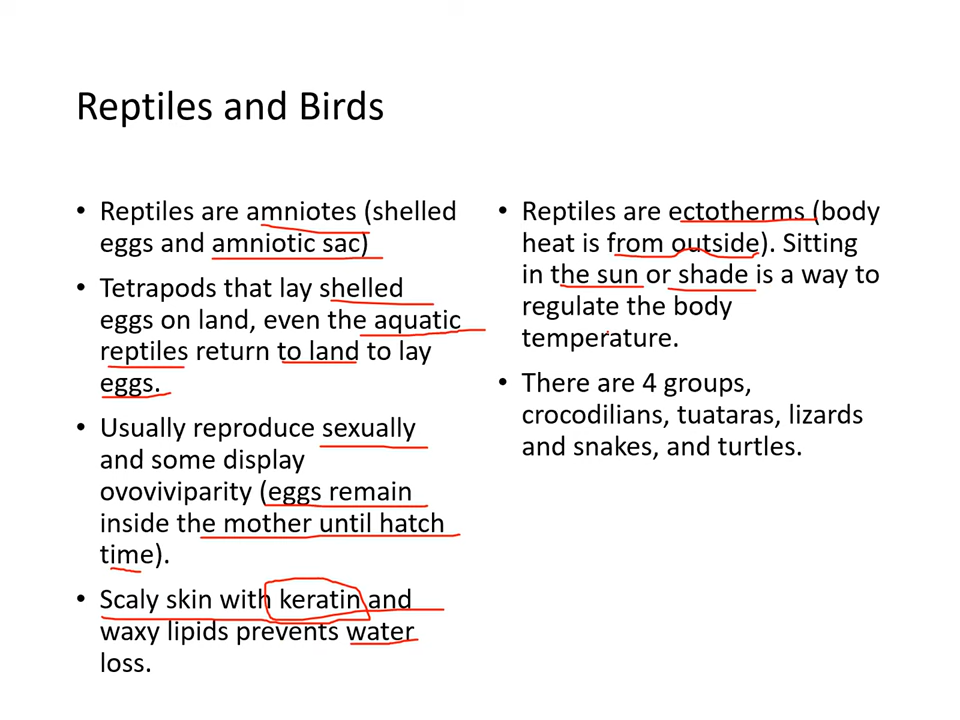 Reptiles and Birds
• Reptiles are amniotes (shelled
eggs and amniotic sac)
• Tetrapods that lay shelled
eggs on land, even the aquatic
reptiles return to land to lay
eggs.
• Usually reproduce sexually
and some display
ovoviviparity (eggs remain
inside the mother until hatch
time).
• Scaly skin with keratin and
waxy lipids prevents water
loss.
• Reptiles are ectotherms (body
heat is from outside). Sitting
in the sun or shade is a way to
regulate the body
temperature.
• There are 4 groups,
crocodilians, tuataras, lizards
and snakes, and turtles.